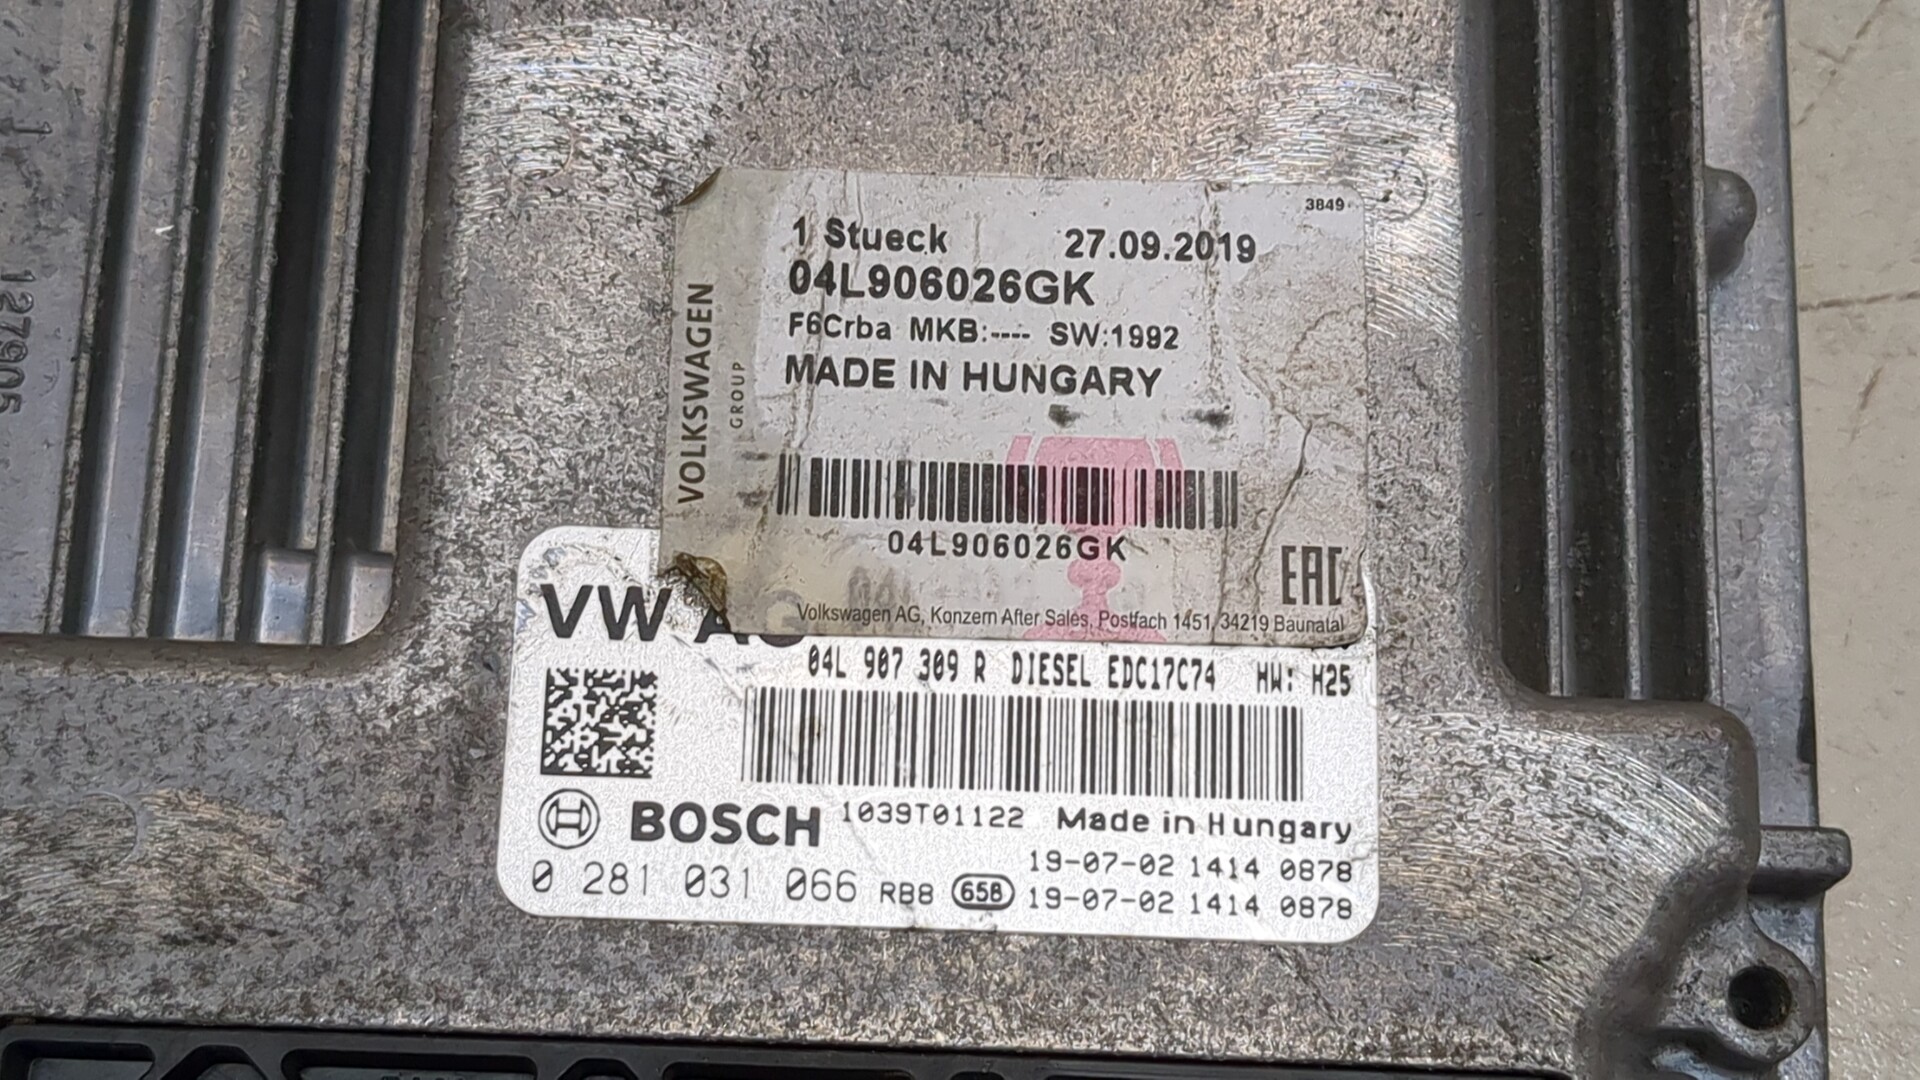 3849
1 Stueck 27.09.2019
04L906026GK
F6Crba MKB:---- SW:1992
MADE IN HUNGARY
VOLKSWAGEN
GROUP
04L906026GK
EAC
Volkswagen AG, Konzern After Sales, Postfach 1451, 34219 Baunatal
VW AG
04L 907 309 R DIESEL EDC17C74 HW: H25
BOSCH 1039T01122 Made in Hungary
19-07-02 1414 0878
0 281 031 066 RB8 65B 19-07-02 1414 0878